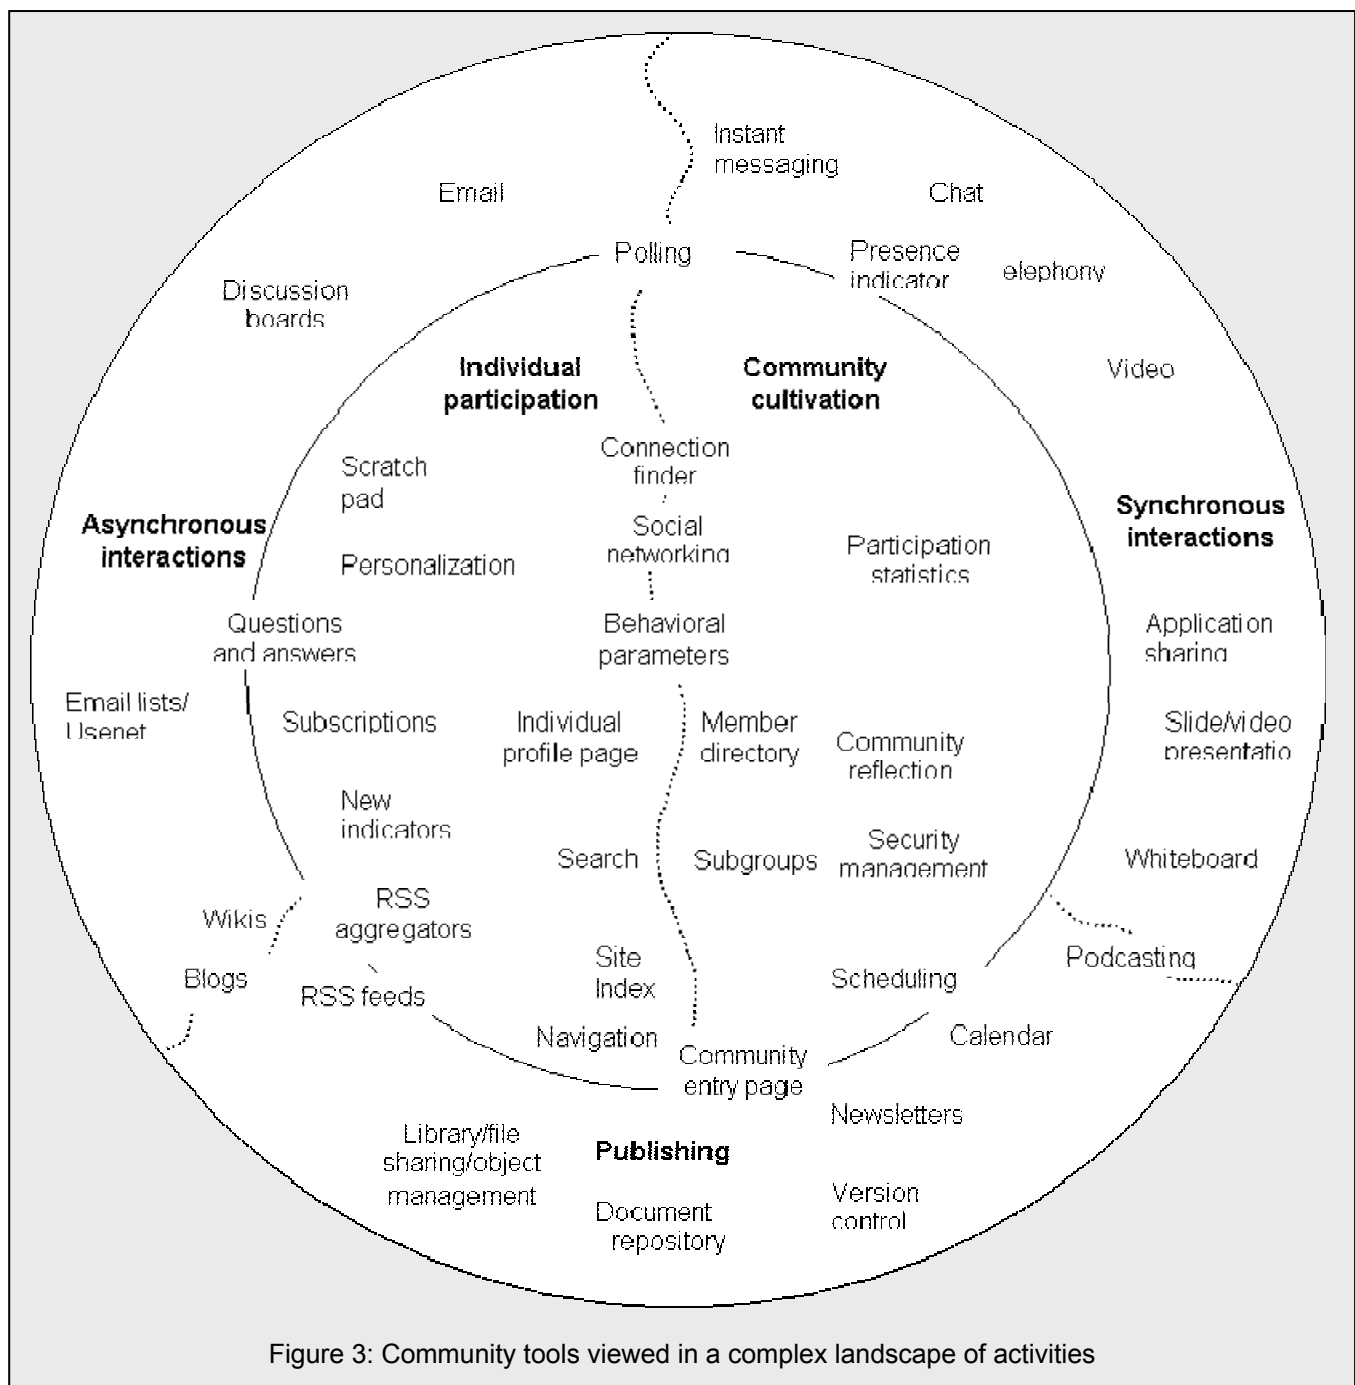 Instant
messaging
Email
Chat
Polling
Presence
indicator
elephony
Discussion
boards
Video
Individual
participation
Community
cultivation
Connection
finder
Scratch
pad
Asynchronous
interactions
Synchronous
interactions
Social
networking
Personalization
Participation
statistics
Questions
and answers
Behavioral
parameters
Application
sharing
Email lists/
Usenet
Subscriptions
Individual
profile page
Member
directory
Community
reflection
Slide/video
presentatio
New
indicators
Search
Subgroups
Security
management
Whiteboard
Wikis
RSS
aggregators
Blogs
RSS feeds
Site
Index
Scheduling
Podcasting
Navigation
Community
entry page
Calendar
Newsletters
Library/file
sharing/object
management
Publishing
Document
repository
Version
control
Figure 3: Community tools viewed in a complex landscape of activities